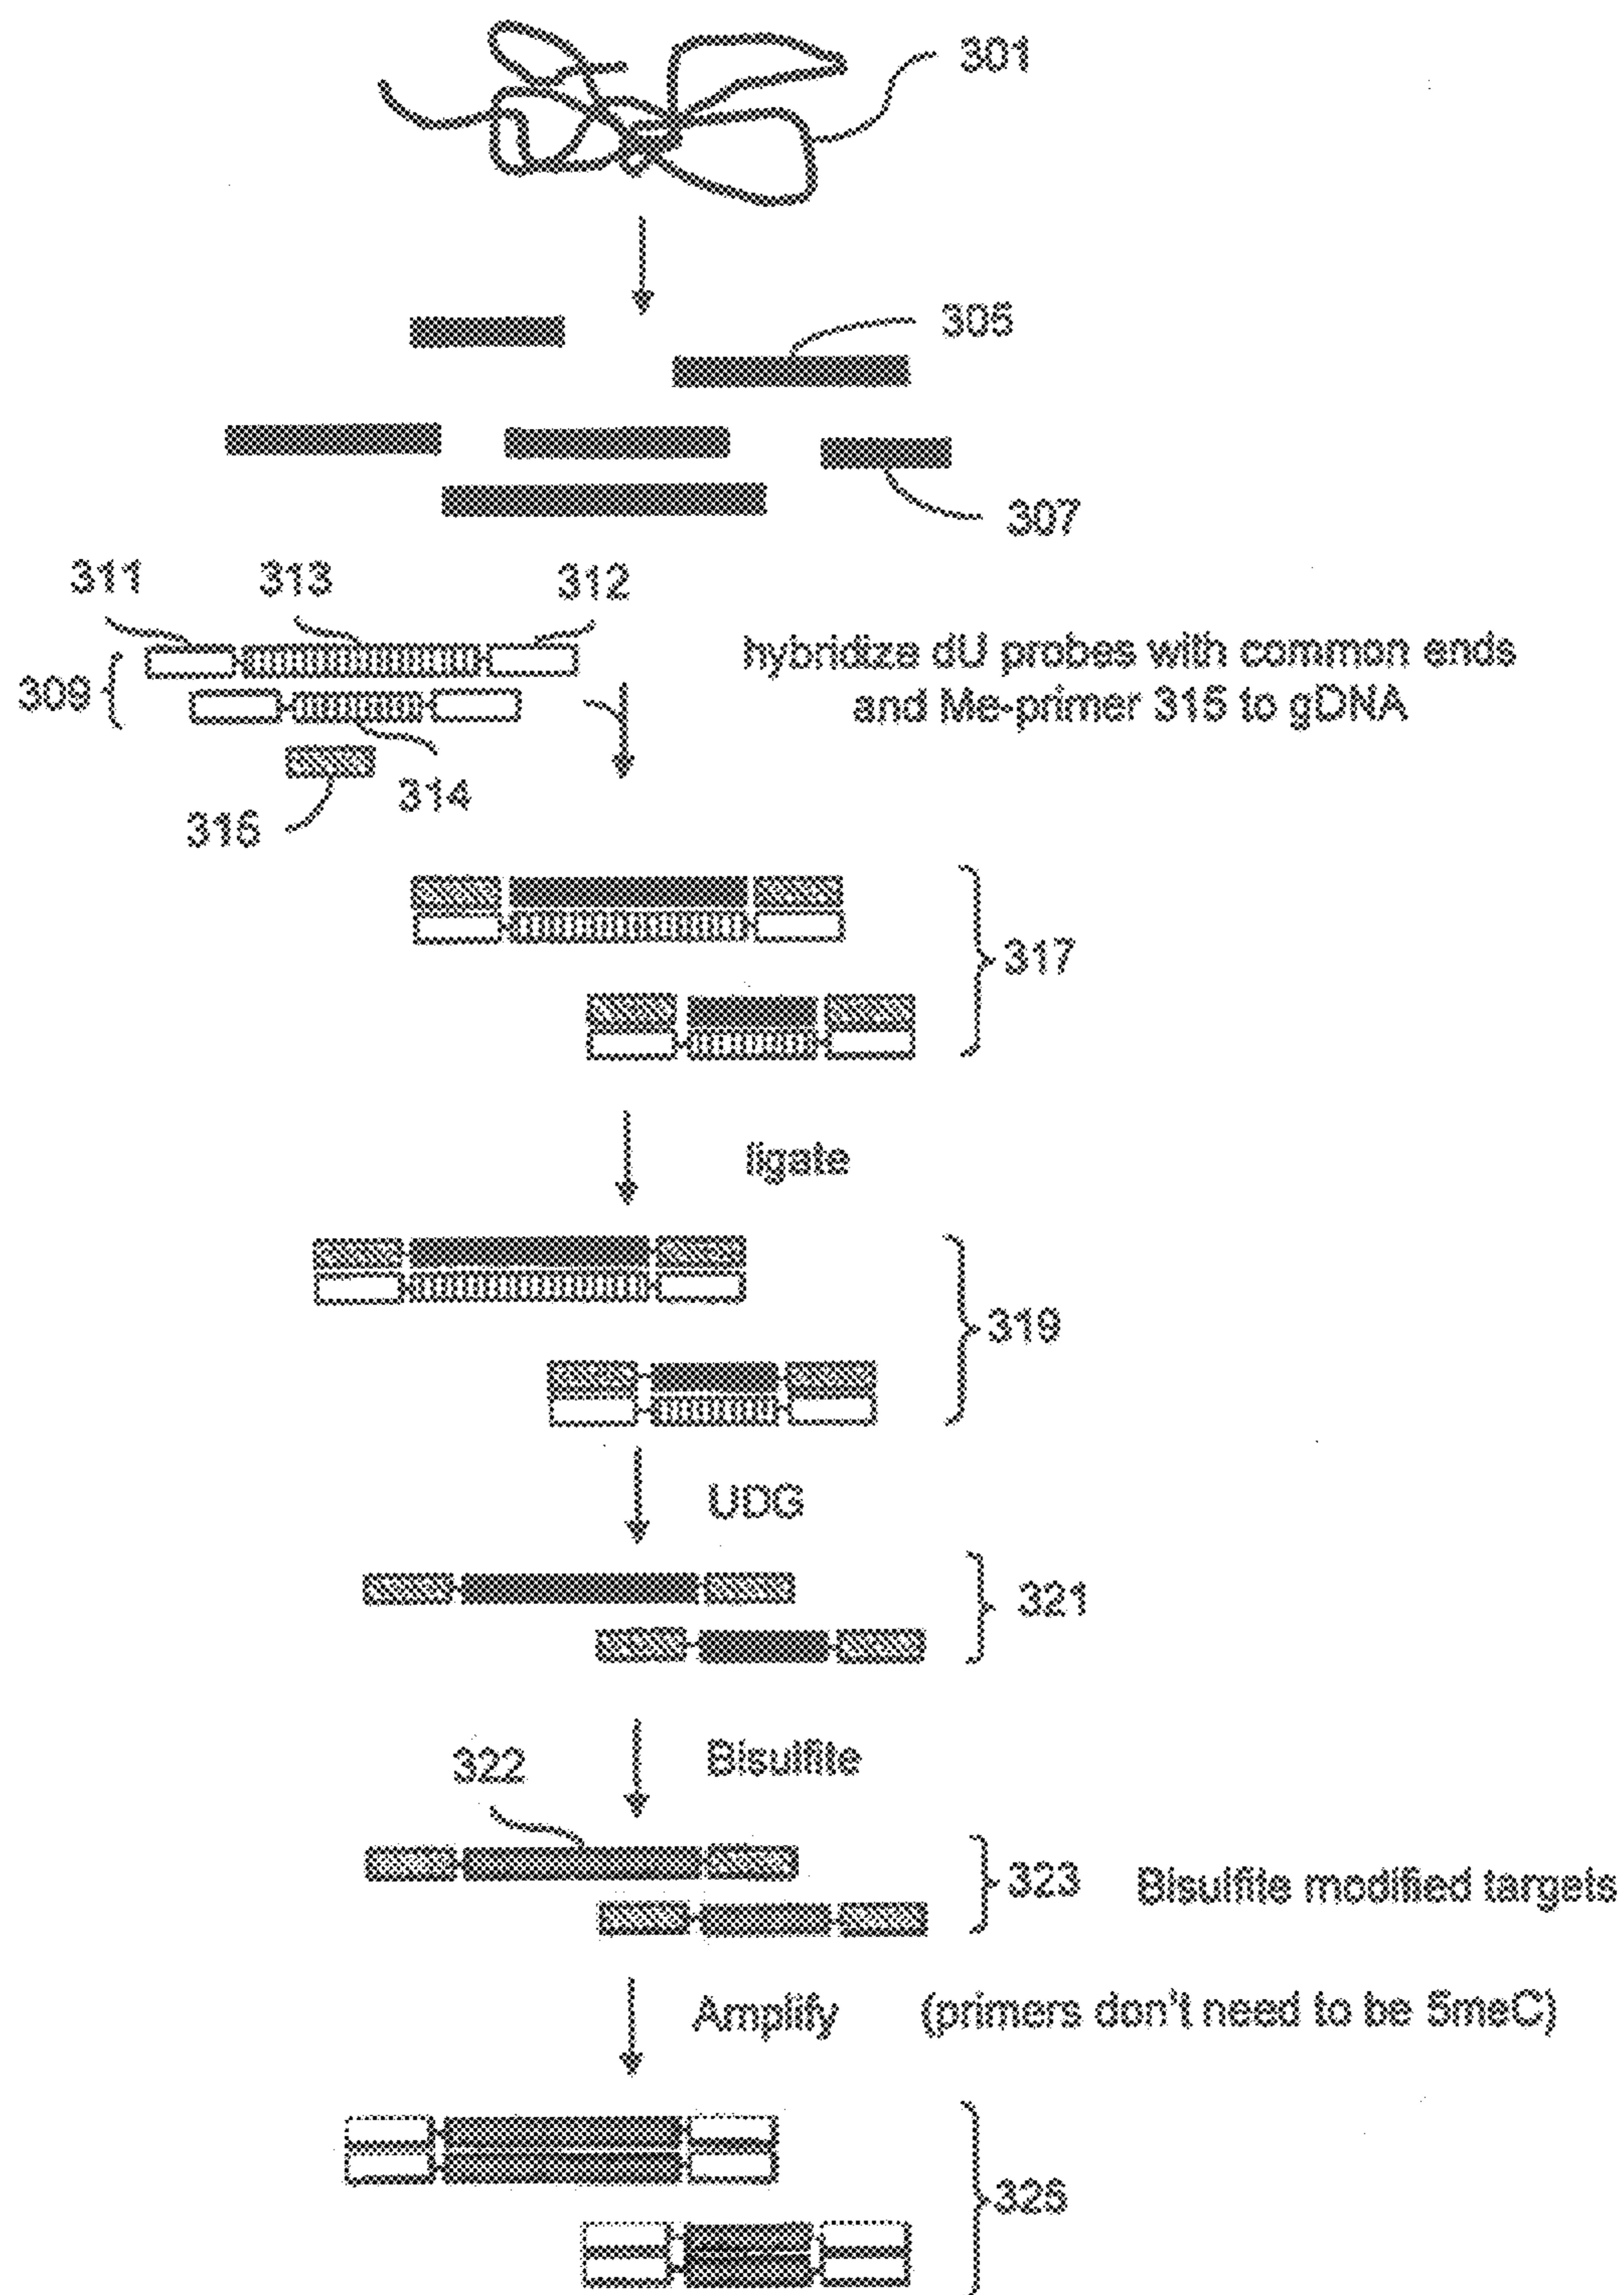 301
305
307
311 313 312
309
hybridize dU probes with common ends
and Me-primer 315 to gDNA
314
315
317
ligate
319
UDG
321
Bisulfite
322
323 Bisulfite modified targets
Amplify (primers don't need to be 5meC)
325